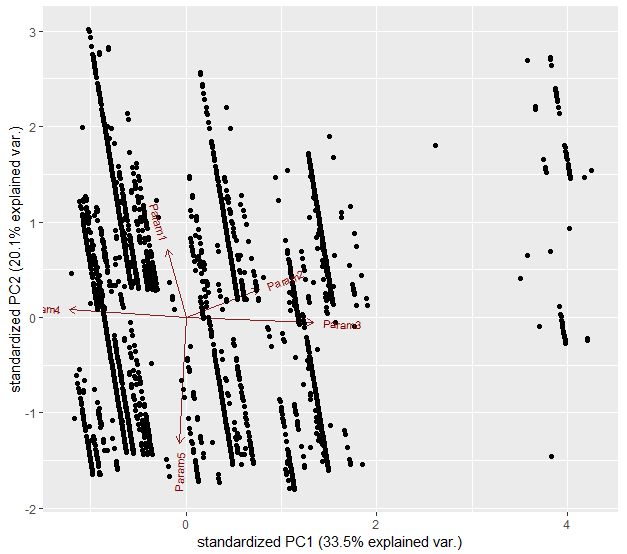 3
2
1
0
-1
-2
standardized PC2 (20.1% explained var.)
Param1
Param2
Param3
am4
Param5
0
2
4
standardized PC1 (33.5% explained var.)